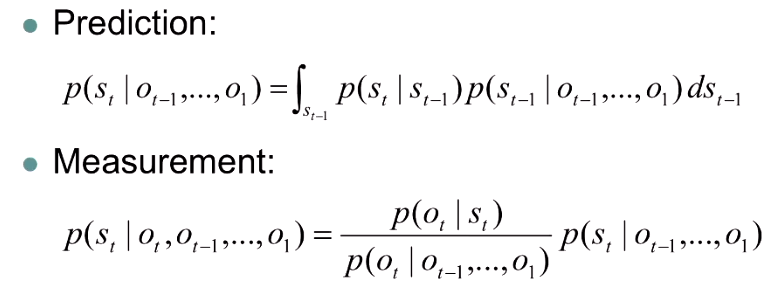 • Prediction:
p(s_t | o_{t−1},...,o_1) = ∫_{s_{t−1}} p(s_t | s_{t−1}) p(s_{t−1} | o_{t−1},...,o_1) ds_{t−1}
• Measurement:
p(s_t | o_t, o_{t−1},...,o_1) = \frac{p(o_t | s_t)}{p(o_t | o_{t−1},...,o_1)} p(s_t | o_{t−1},...,o_1)